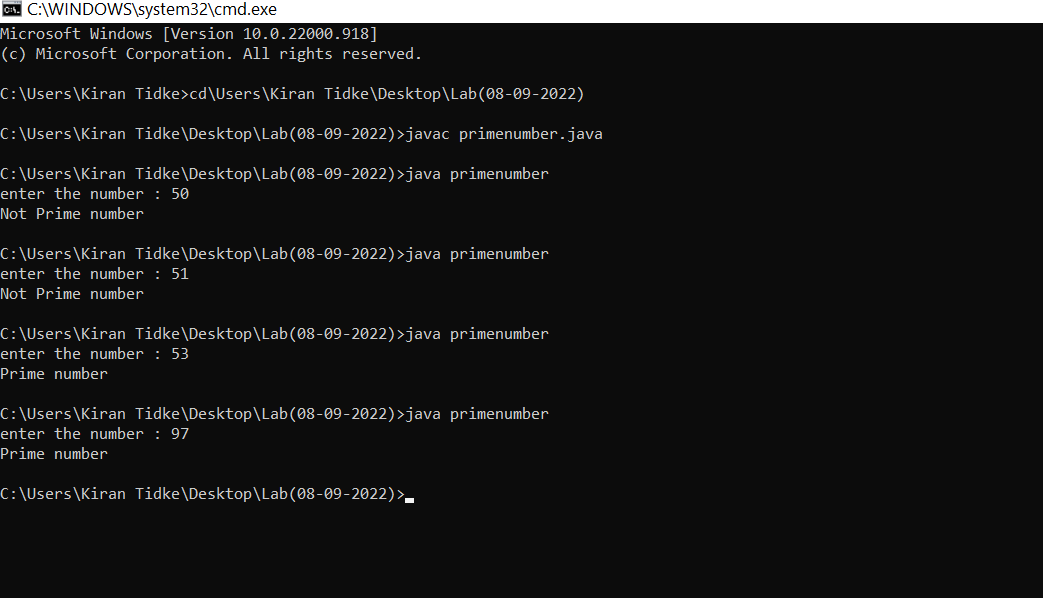 C:\WINDOWS\system32\cmd.exe
Microsoft Windows [Version 10.0.22000.918]
(c) Microsoft Corporation. All rights reserved.
C:\Users\Kiran Tidke>cd\Users\Kiran Tidke\Desktop\Lab(08-09-2022)
C:\Users\Kiran Tidke\Desktop\Lab(08-09-2022)>javac primenumber.java
C:\Users\Kiran Tidke\Desktop\Lab(08-09-2022)>java primenumber
enter the number : 50
Not Prime number
C:\Users\Kiran Tidke\Desktop\Lab(08-09-2022)>java primenumber
enter the number : 51
Not Prime number
C:\Users\Kiran Tidke\Desktop\Lab(08-09-2022)>java primenumber
enter the number : 53
Prime number
C:\Users\Kiran Tidke\Desktop\Lab(08-09-2022)>java primenumber
enter the number : 97
Prime number
C:\Users\Kiran Tidke\Desktop\Lab(08-09-2022)>